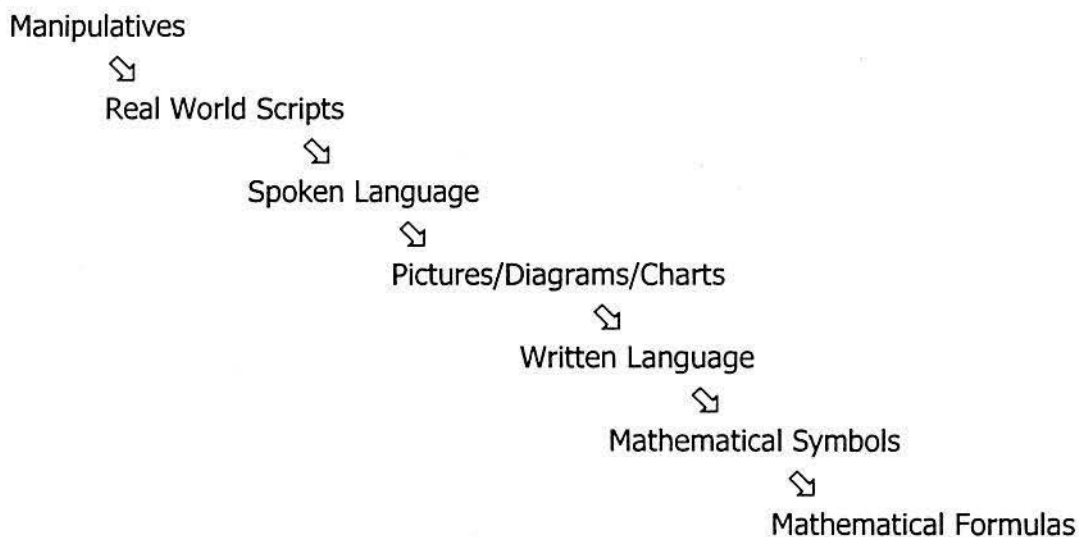 Manipulatives
Real World Scripts
Spoken Language
Pictures/Diagrams/Charts
Written Language
Mathematical Symbols
Mathematical Formulas